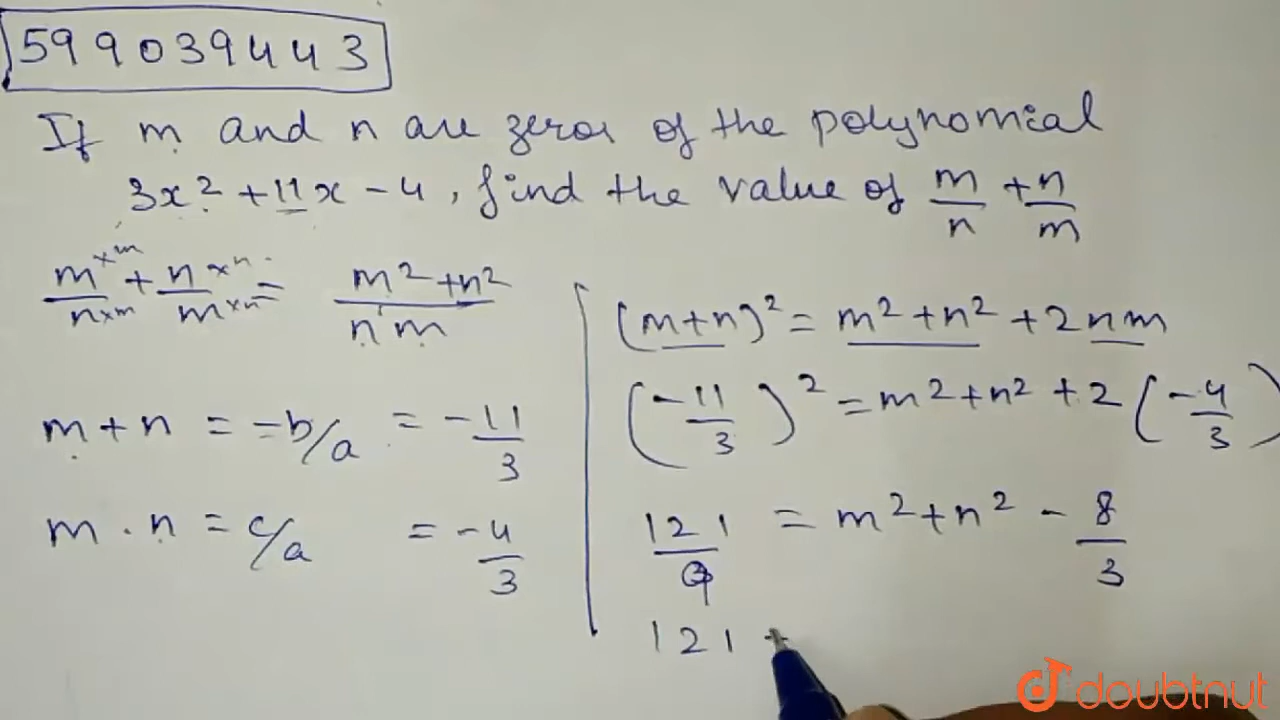 599039443
If m and n are zeros of the polynomial
3x² + 11x - 4, find the value of m/n + n/m
m×m/n×m + n×n/m×n = m² + n²/n m
m + n = -b/a = -11/3
m . n = c/a = -4/3
(m+n)² = m² + n² + 2nm
(-11/3)² = m² + n² + 2(-4/3)
121/9 = m² + n² - 8/3
121 +
doubtnut